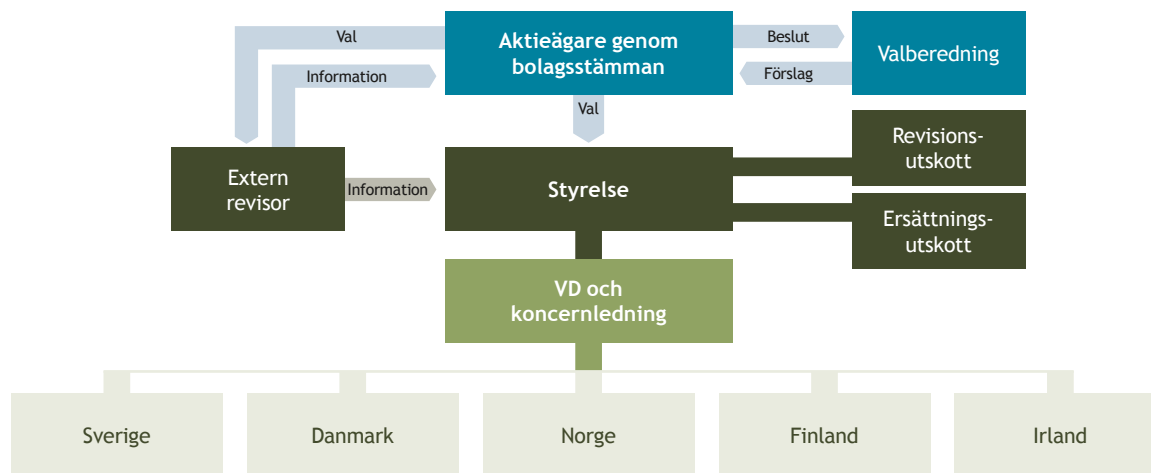 Val
Aktieägare genom
bolagsstämman
Beslut
Valberedning
Information
Förslag
Val
Extern
revisor
Information
Styrelse
Revisions-
utskott
Ersättnings-
utskott
VD och
koncernledning
Sverige
Danmark
Norge
Finland
Irland